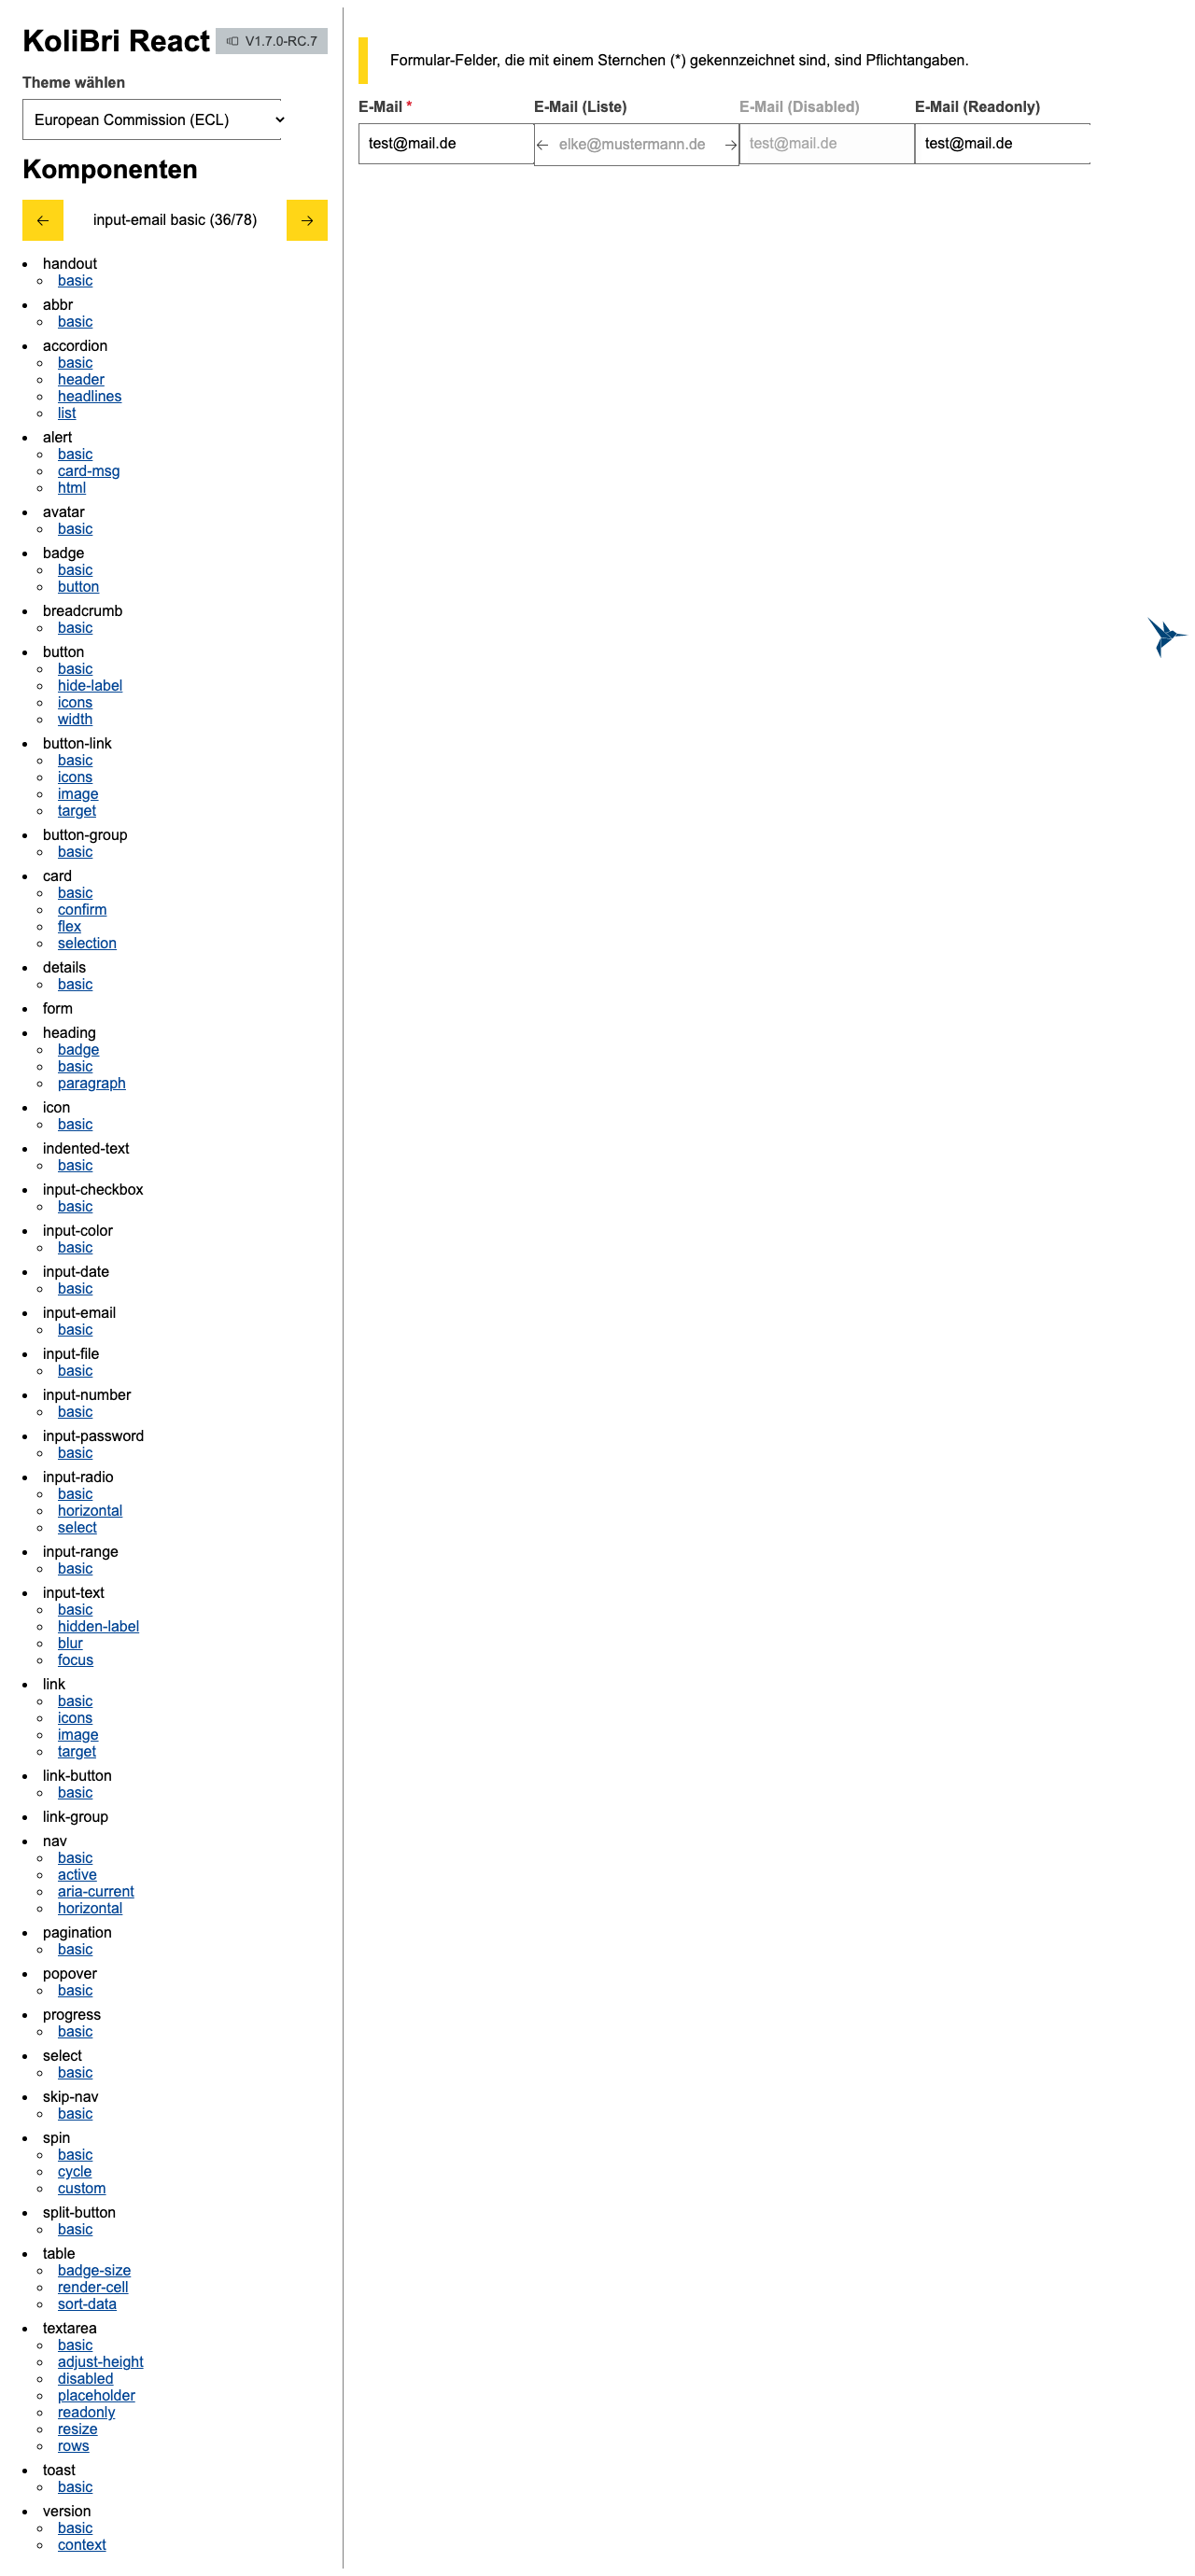 KoliBri React V1.7.0-RC.7
Theme wählen
European Commission (ECL)
Komponenten
input-email basic (36/78)
handout
basic
abbr
basic
accordion
basic
header
headlines
list
alert
basic
card-msg
html
avatar
basic
badge
basic
button
breadcrumb
basic
button
basic
hide-label
icons
width
button-link
basic
icons
image
target
button-group
basic
card
basic
confirm
flex
selection
details
basic
form
heading
badge
basic
paragraph
icon
basic
indented-text
basic
input-checkbox
basic
input-color
basic
input-date
basic
input-email
basic
input-file
basic
input-number
basic
input-password
basic
input-radio
basic
horizontal
select
input-range
basic
input-text
basic
hidden-label
blur
focus
link
basic
icons
image
target
link-button
basic
link-group
nav
basic
active
aria-current
horizontal
pagination
basic
popover
basic
progress
basic
select
basic
skip-nav
basic
spin
basic
cycle
custom
split-button
basic
table
badge-size
render-cell
sort-data
textarea
basic
adjust-height
disabled
placeholder
readonly
resize
rows
toast
basic
version
basic
context
Formular-Felder, die mit einem Sternchen (*) gekennzeichnet sind, sind Pflichtangaben.
E-Mail * E-Mail (Liste) E-Mail (Disabled) E-Mail (Readonly)
test@mail.de elke@mustermann.de test@mail.de test@mail.de